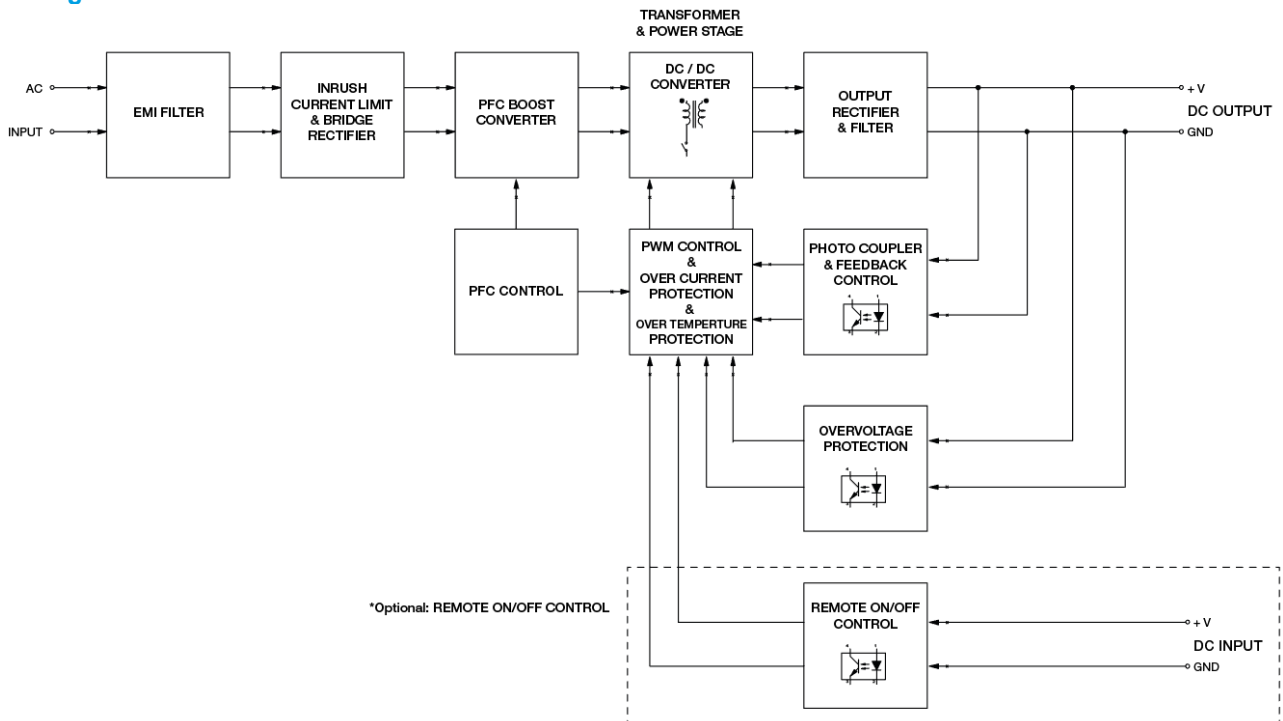 TRANSFORMER
& POWER STAGE
AC
INPUT
EMI FILTER
INRUSH
CURRENT LIMIT
& BRIDGE
RECTIFIER
PFC BOOST
CONVERTER
DC / DC
CONVERTER
OUTPUT
RECTIFIER
& FILTER
+ V
DC OUTPUT
GND
PFC CONTROL
PWM CONTROL
&
OVER CURRENT
PROTECTION
&
OVER TEMPERTURE
PROTECTION
PHOTO COUPLER
& FEEDBACK
CONTROL
OVERVOLTAGE
PROTECTION
*Optional: REMOTE ON/OFF CONTROL
REMOTE ON/OFF
CONTROL
+ V
DC INPUT
GND